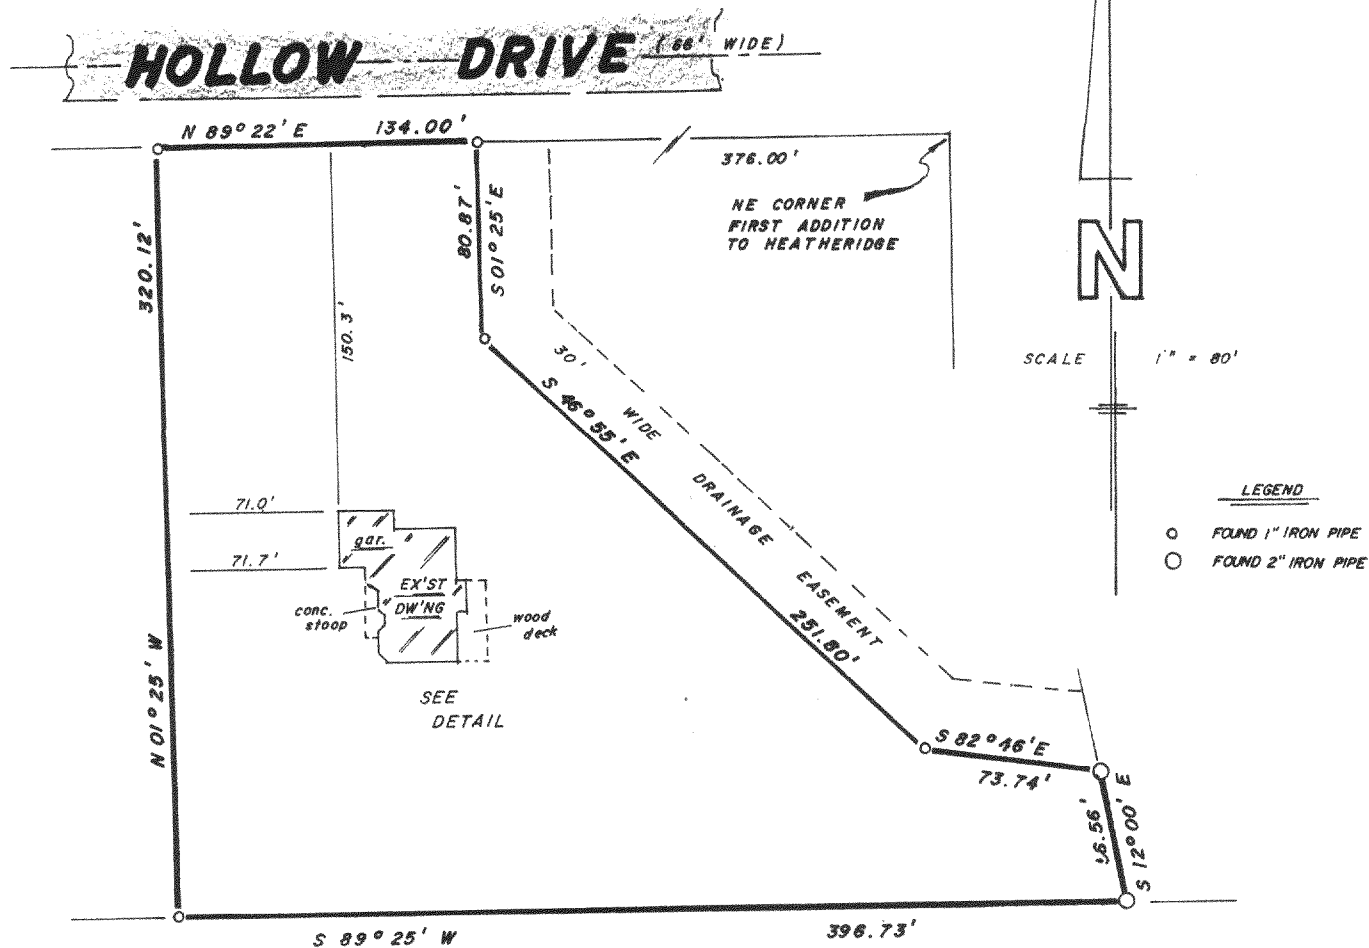 HOLLOW DRIVE (66' WIDE)
N 89° 22' E 134.00'
376.00'
NE CORNER
FIRST ADDITION
TO HEATHERIDGE
80.87'
S 01° 25' E
320.12'
150.3'
N
SCALE 1" = 80'
30' WIDE DRAINAGE EASEMENT
S 46° 55' E
251.80'
LEGEND
FOUND 1" IRON PIPE
FOUND 2" IRON PIPE
71.0'
71.7'
gar.
EX'ST
DW'NG
conc.
stoop
wood
deck
SEE
DETAIL
N 01° 25' W
S 82° 46' E
73.74'
S 12° 00' E
S 89° 25' W
396.73'